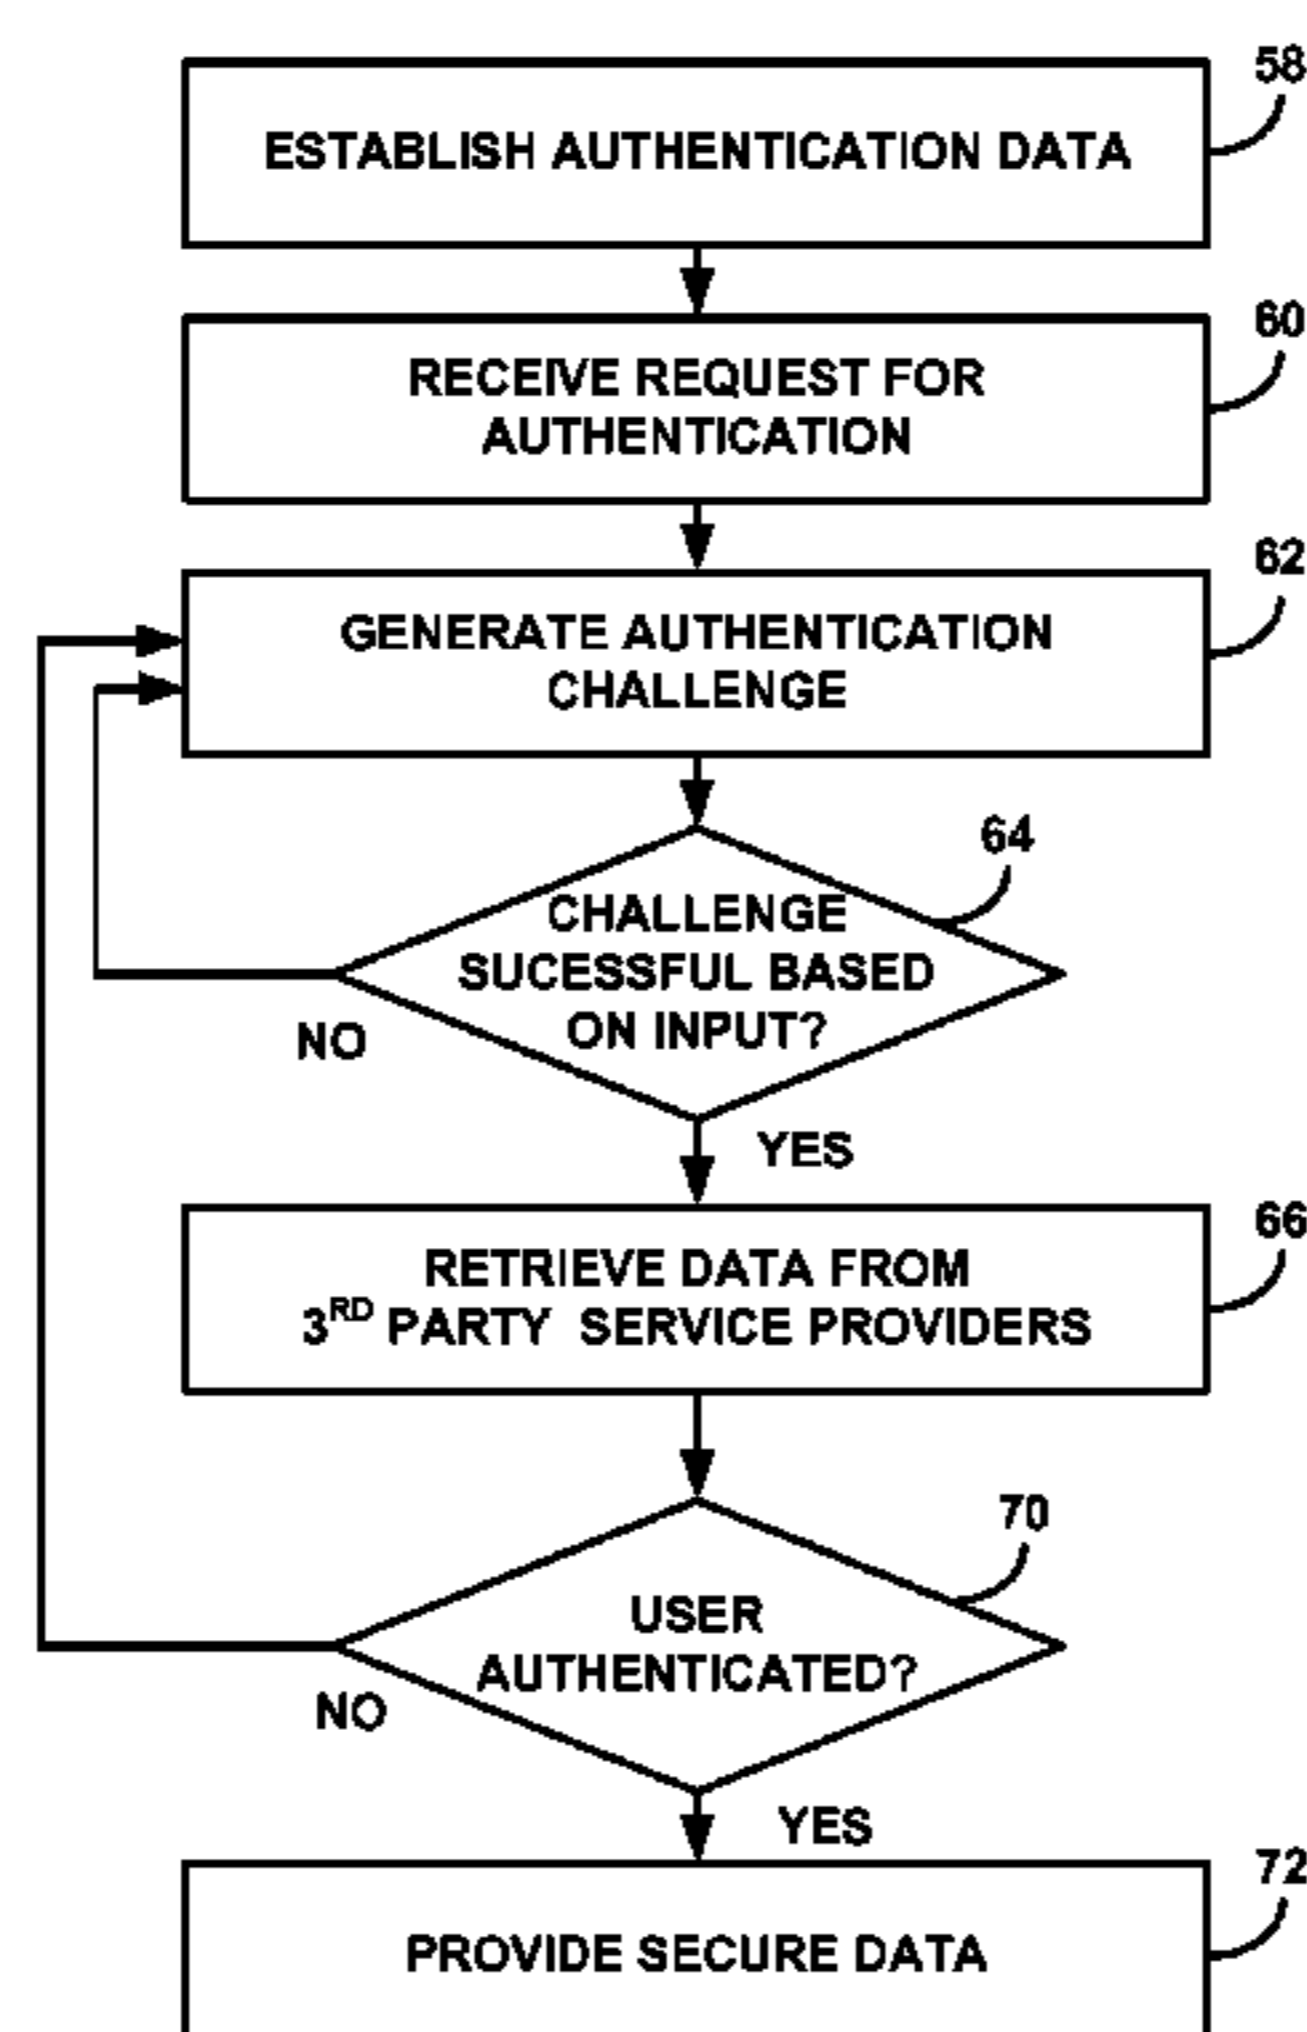 58
ESTABLISH AUTHENTICATION DATA
60
RECEIVE REQUEST FOR
AUTHENTICATION
62
GENERATE AUTHENTICATION
CHALLENGE
64
CHALLENGE
SUCESSFUL BASED
ON INPUT?
NO
YES
66
RETRIEVE DATA FROM
3RD PARTY SERVICE PROVIDERS
70
USER
AUTHENTICATED?
NO
YES
72
PROVIDE SECURE DATA